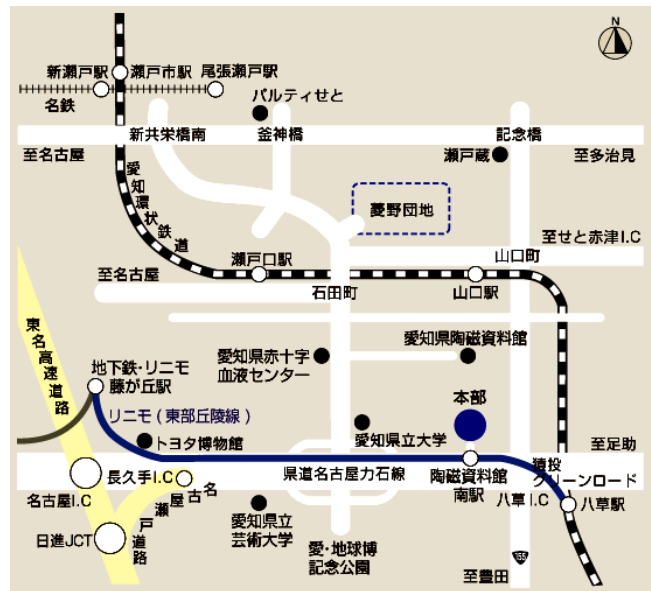 N
新瀬戸駅
瀬戸市駅
尾張瀬戸駅
名鉄
パルティせと
新共栄橋南
釜神橋
記念橋
至名古屋
瀬戸蔵
至多治見
愛知環状鉄道
菱野団地
至せと赤津I.C
瀬戸口駅
山口町
至名古屋
石田町
山口駅
東名高速道路
愛知県陶磁資料館
愛知県赤十字
血液センター
地下鉄・リニモ
藤が丘駅
本部
リニモ(東部丘陵線)
トヨタ博物館
愛知県立大学
至足助
長久手I.C
県道名古屋力石線
陶磁資料館
南駅
猿投
グリーンロード
名古屋I.C
名古屋瀬戸道路
八草I.C
八草駅
愛知県立
芸術大学
日進JCT
愛・地球博
記念公園
155
至豊田